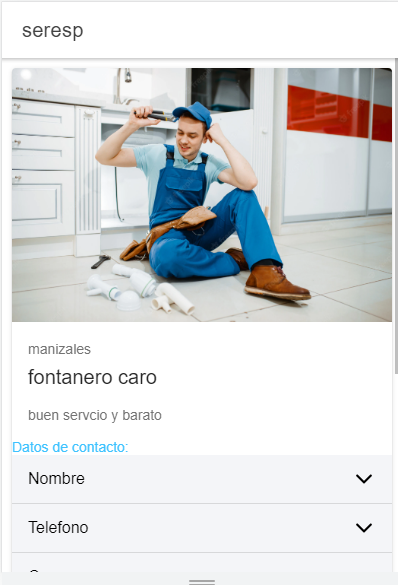 seresp
manizales
fontanero caro
buen servcio y barato
Datos de contacto:
Nombre
Telefono